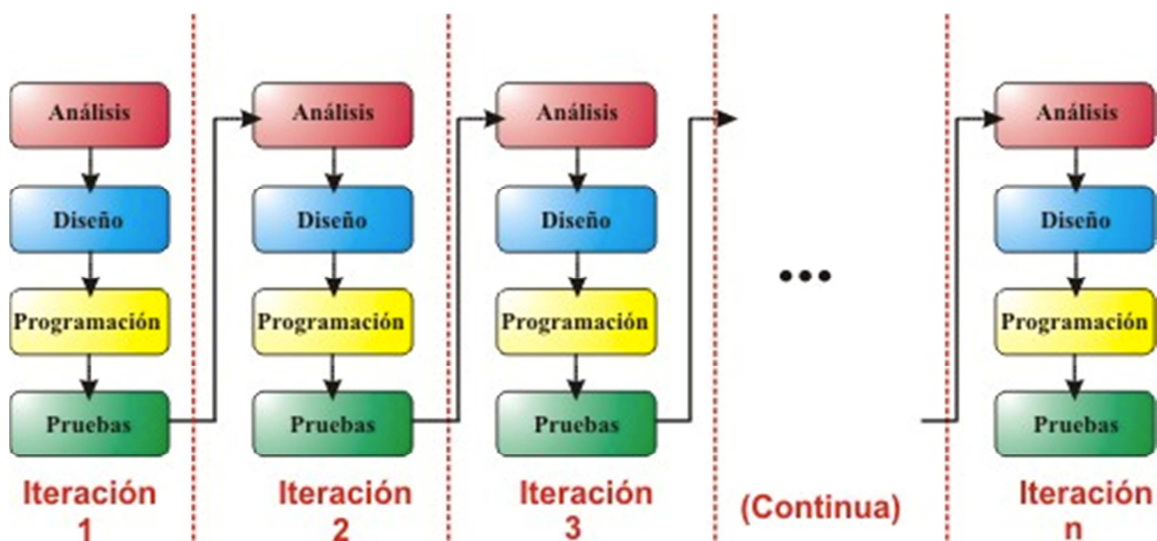 Análisis
Diseño
Programación
Pruebas
Iteración
1
Análisis
Diseño
Programación
Pruebas
Iteración
2
Análisis
Diseño
Programación
Pruebas
Iteración
3
...
(Continua)
Análisis
Diseño
Programación
Pruebas
Iteración
n